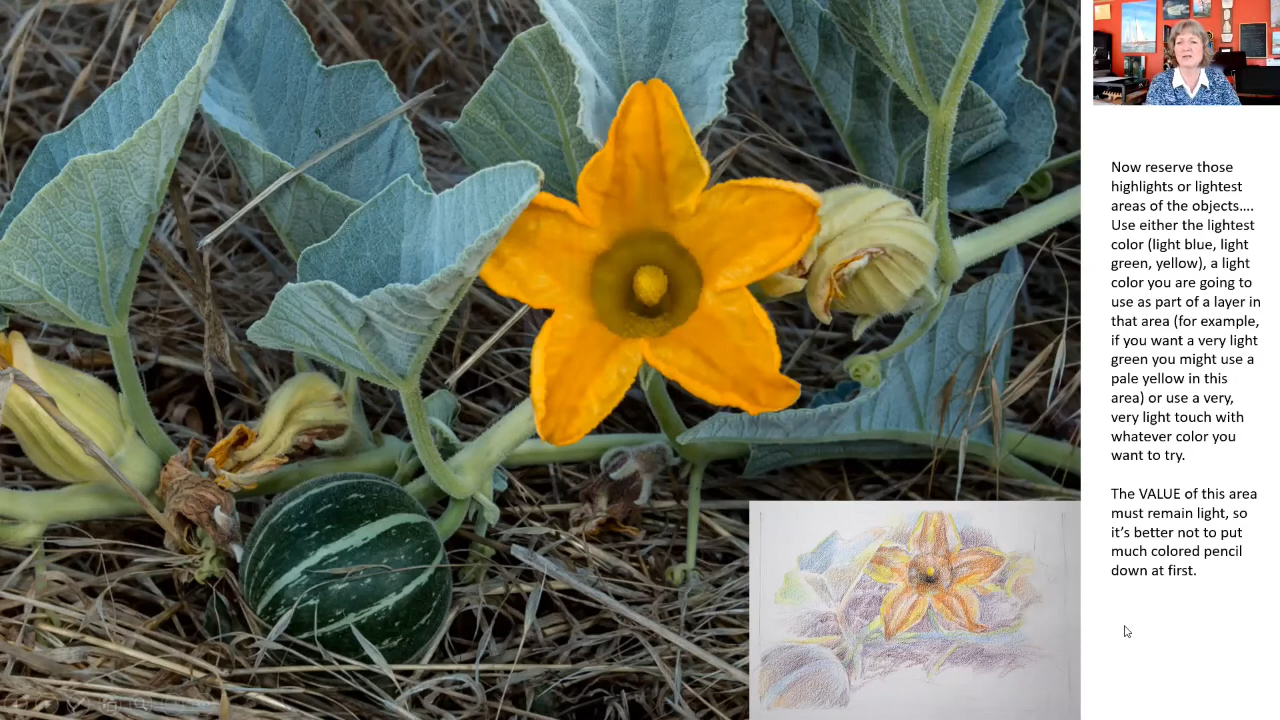 Now reserve those
highlights or lightest
areas of the objects….
Use either the lightest
color (light blue, light
green, yellow), a light
color you are going to
use as part of a layer in
that area (for example,
if you want a very light
green you might use a
pale yellow in this
area) or use a very,
very light touch with
whatever color you
want to try.
The VALUE of this area
must remain light, so
it’s better not to put
much colored pencil
down at first.